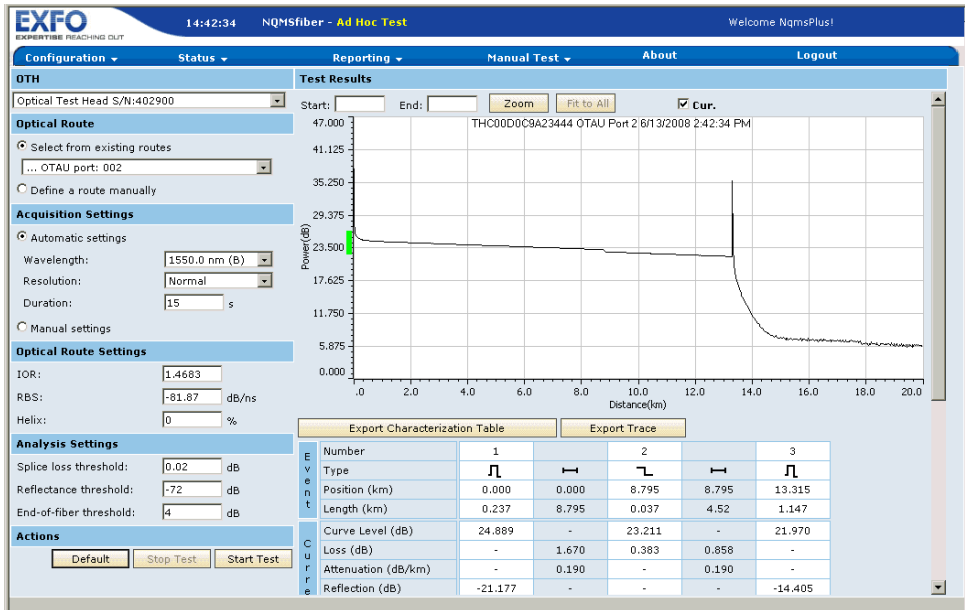 EXFO
EXPERTISE REACHING OUT
14:42:34
NQMSfiber - Ad Hoc Test
Welcome NqmsPlus!
Configuration
Status
Reporting
Manual Test
About
Logout
OTH
Optical Test Head S/N:402900
Optical Route
Select from existing routes
... OTAU port: 002
Define a route manually
Acquisition Settings
Automatic settings
Wavelength: 1550.0 nm (B)
Resolution: Normal
Duration: 15 s
Manual settings
Optical Route Settings
IOR: 1.4683
RBS: -81.87 dB/ns
Helix: 0 %
Analysis Settings
Splice loss threshold: 0.02 dB
Reflectance threshold: -72 dB
End-of-fiber threshold: 4 dB
Actions
Default Stop Test Start Test
Test Results
Start: End: Zoom Fit to All Cur.
THC00D0C9A23444 OTAU Port 2 6/13/2008 2:42:34 PM
47.000
41.125
35.250
29.375
23.500
17.625
11.750
5.875
0.000
Power(dB)
.0 2.0 4.0 6.0 8.0 10.0 12.0 14.0 16.0 18.0 20.0
Distance(km)
Export Characterization Table Export Trace
Event
Number 1 2 3
Type
Position (km) 0.000 0.000 8.795 8.795 13.315
Length (km) 0.237 8.795 0.037 4.52 1.147
Curre
Curve Level (dB) 24.889 - 23.211 - 21.970
Loss (dB) - 1.670 0.383 0.858 -
Attenuation (dB/km) - 0.190 - 0.190 -
Reflection (dB) -21.177 - - - -14.405